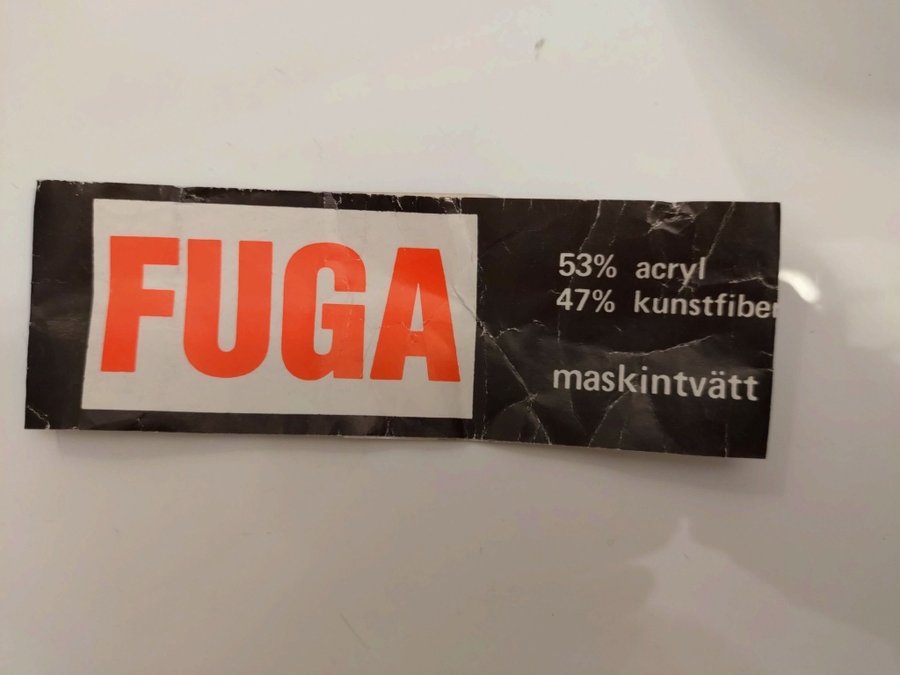 FUGA
53% acryl
47% kunstfiber
maskintvätt